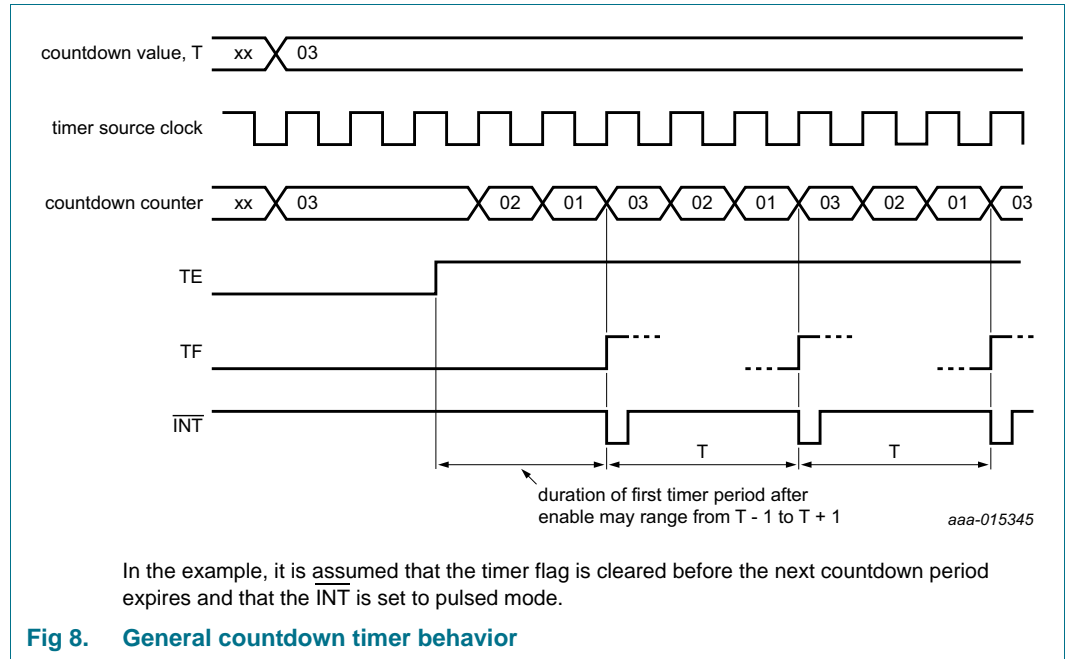 countdown value, T xx 03
timer source clock
countdown counter xx 03 02 01 03 02 01 03 02 01 03
TE
TF
INT
T T
duration of first timer period after
enable may range from T - 1 to T + 1
aaa-015345
In the example, it is assumed that the timer flag is cleared before the next countdown period
expires and that the INT is set to pulsed mode.
Fig 8. General countdown timer behavior